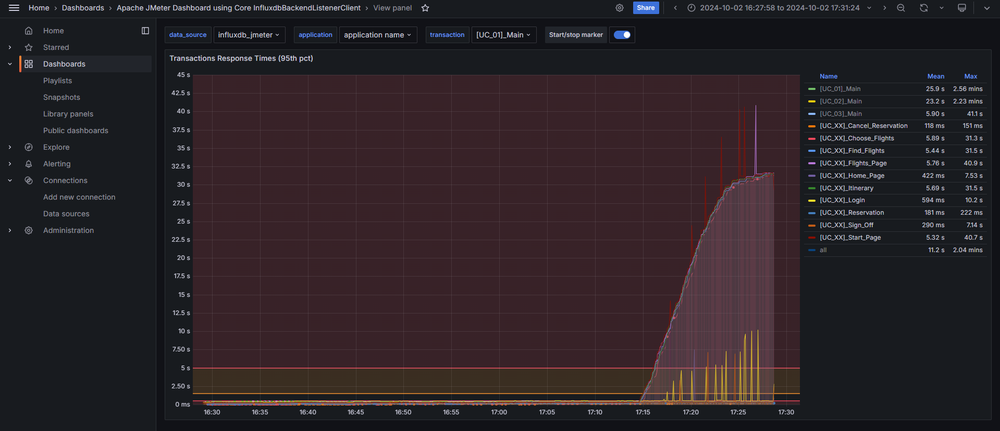 Home › Dashboards › Apache JMeter Dashboard using Core InfluxdbBackendListenerClient › View panel
Share
2024-10-02 16:27:58 to 2024-10-02 17:31:24
Home
Starred
Dashboards
Playlists
Snapshots
Library panels
Public dashboards
Explore
Alerting
Connections
Add new connection
Data sources
Administration
data_source influxdb_jmeter application application name transaction [UC_01]_Main Start/stop marker
Transactions Response Times (95th pct)
45 s
42.5 s
40 s
37.5 s
35 s
32.5 s
30 s
27.5 s
25 s
22.5 s
20 s
17.5 s
15 s
12.5 s
10 s
7.50 s
5 s
2.50 s
0 ms
16:30 16:35 16:40 16:45 16:50 16:55 17:00 17:05 17:10 17:15 17:20 17:25 17:30
Name Mean Max
[UC_01]_Main 25.9 s 2.56 mins
[UC_02]_Main 23.2 s 2.23 mins
[UC_03]_Main 5.90 s 41.1 s
[UC_XX]_Cancel_Reservation 118 ms 151 ms
[UC_XX]_Choose_Flights 5.89 s 31.3 s
[UC_XX]_Find_Flights 5.44 s 31.5 s
[UC_XX]_Flights_Page 5.76 s 40.9 s
[UC_XX]_Home_Page 422 ms 7.53 s
[UC_XX]_Itinerary 5.69 s 31.5 s
[UC_XX]_Login 594 ms 10.2 s
[UC_XX]_Reservation 181 ms 222 ms
[UC_XX]_Sign_Off 290 ms 7.14 s
[UC_XX]_Start_Page 5.32 s 40.7 s
all 11.2 s 2.04 mins